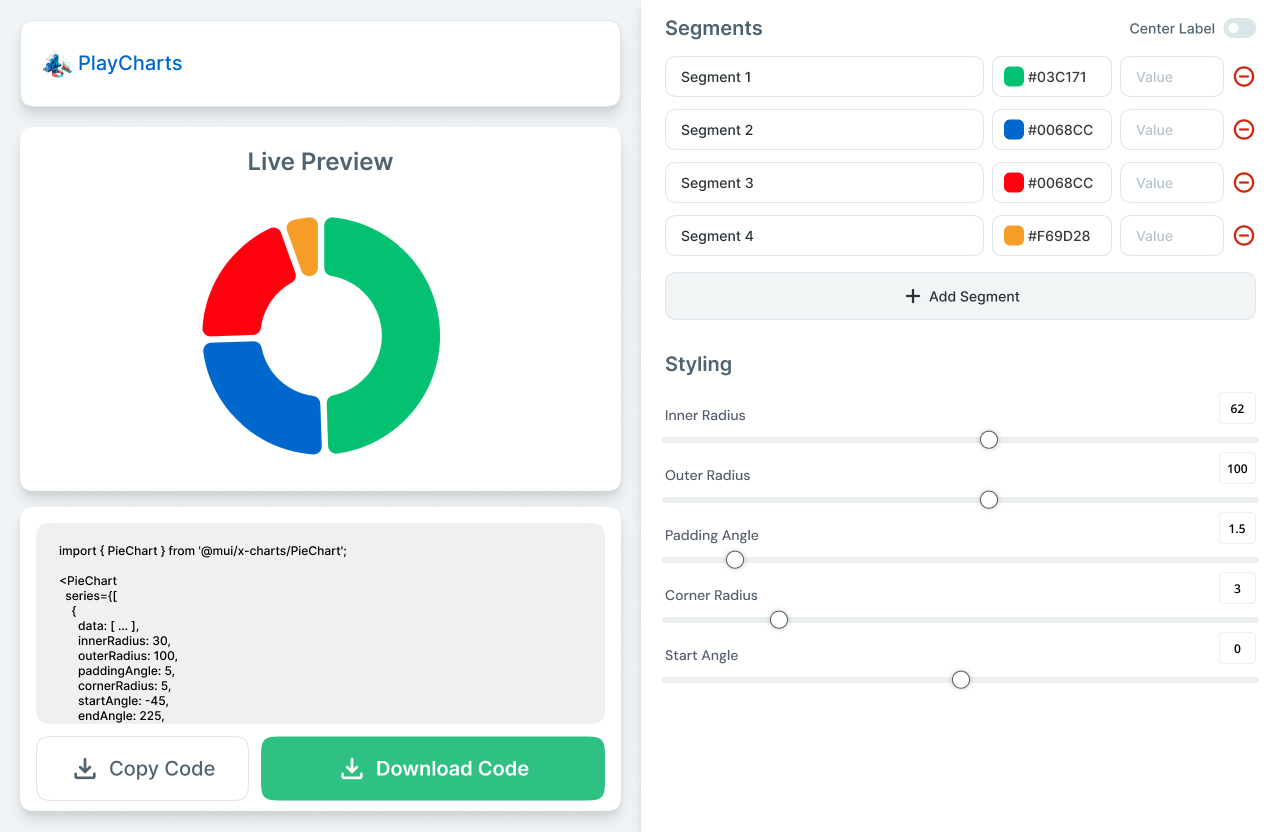 PlayCharts
Live Preview
import { PieChart } from '@mui/x-charts/PieChart';
<PieChart
series={[
{
data: [ ... ],
innerRadius: 30,
outerRadius: 100,
paddingAngle: 5,
cornerRadius: 5,
startAngle: -45,
endAngle: 225,
Copy Code
Download Code
Segments
Center Label
Segment 1
#03C171
Value
Segment 2
#0068CC
Value
Segment 3
#0068CC
Value
Segment 4
#F69D28
Value
Add Segment
Styling
Inner Radius
62
Outer Radius
100
Padding Angle
1.5
Corner Radius
3
Start Angle
0